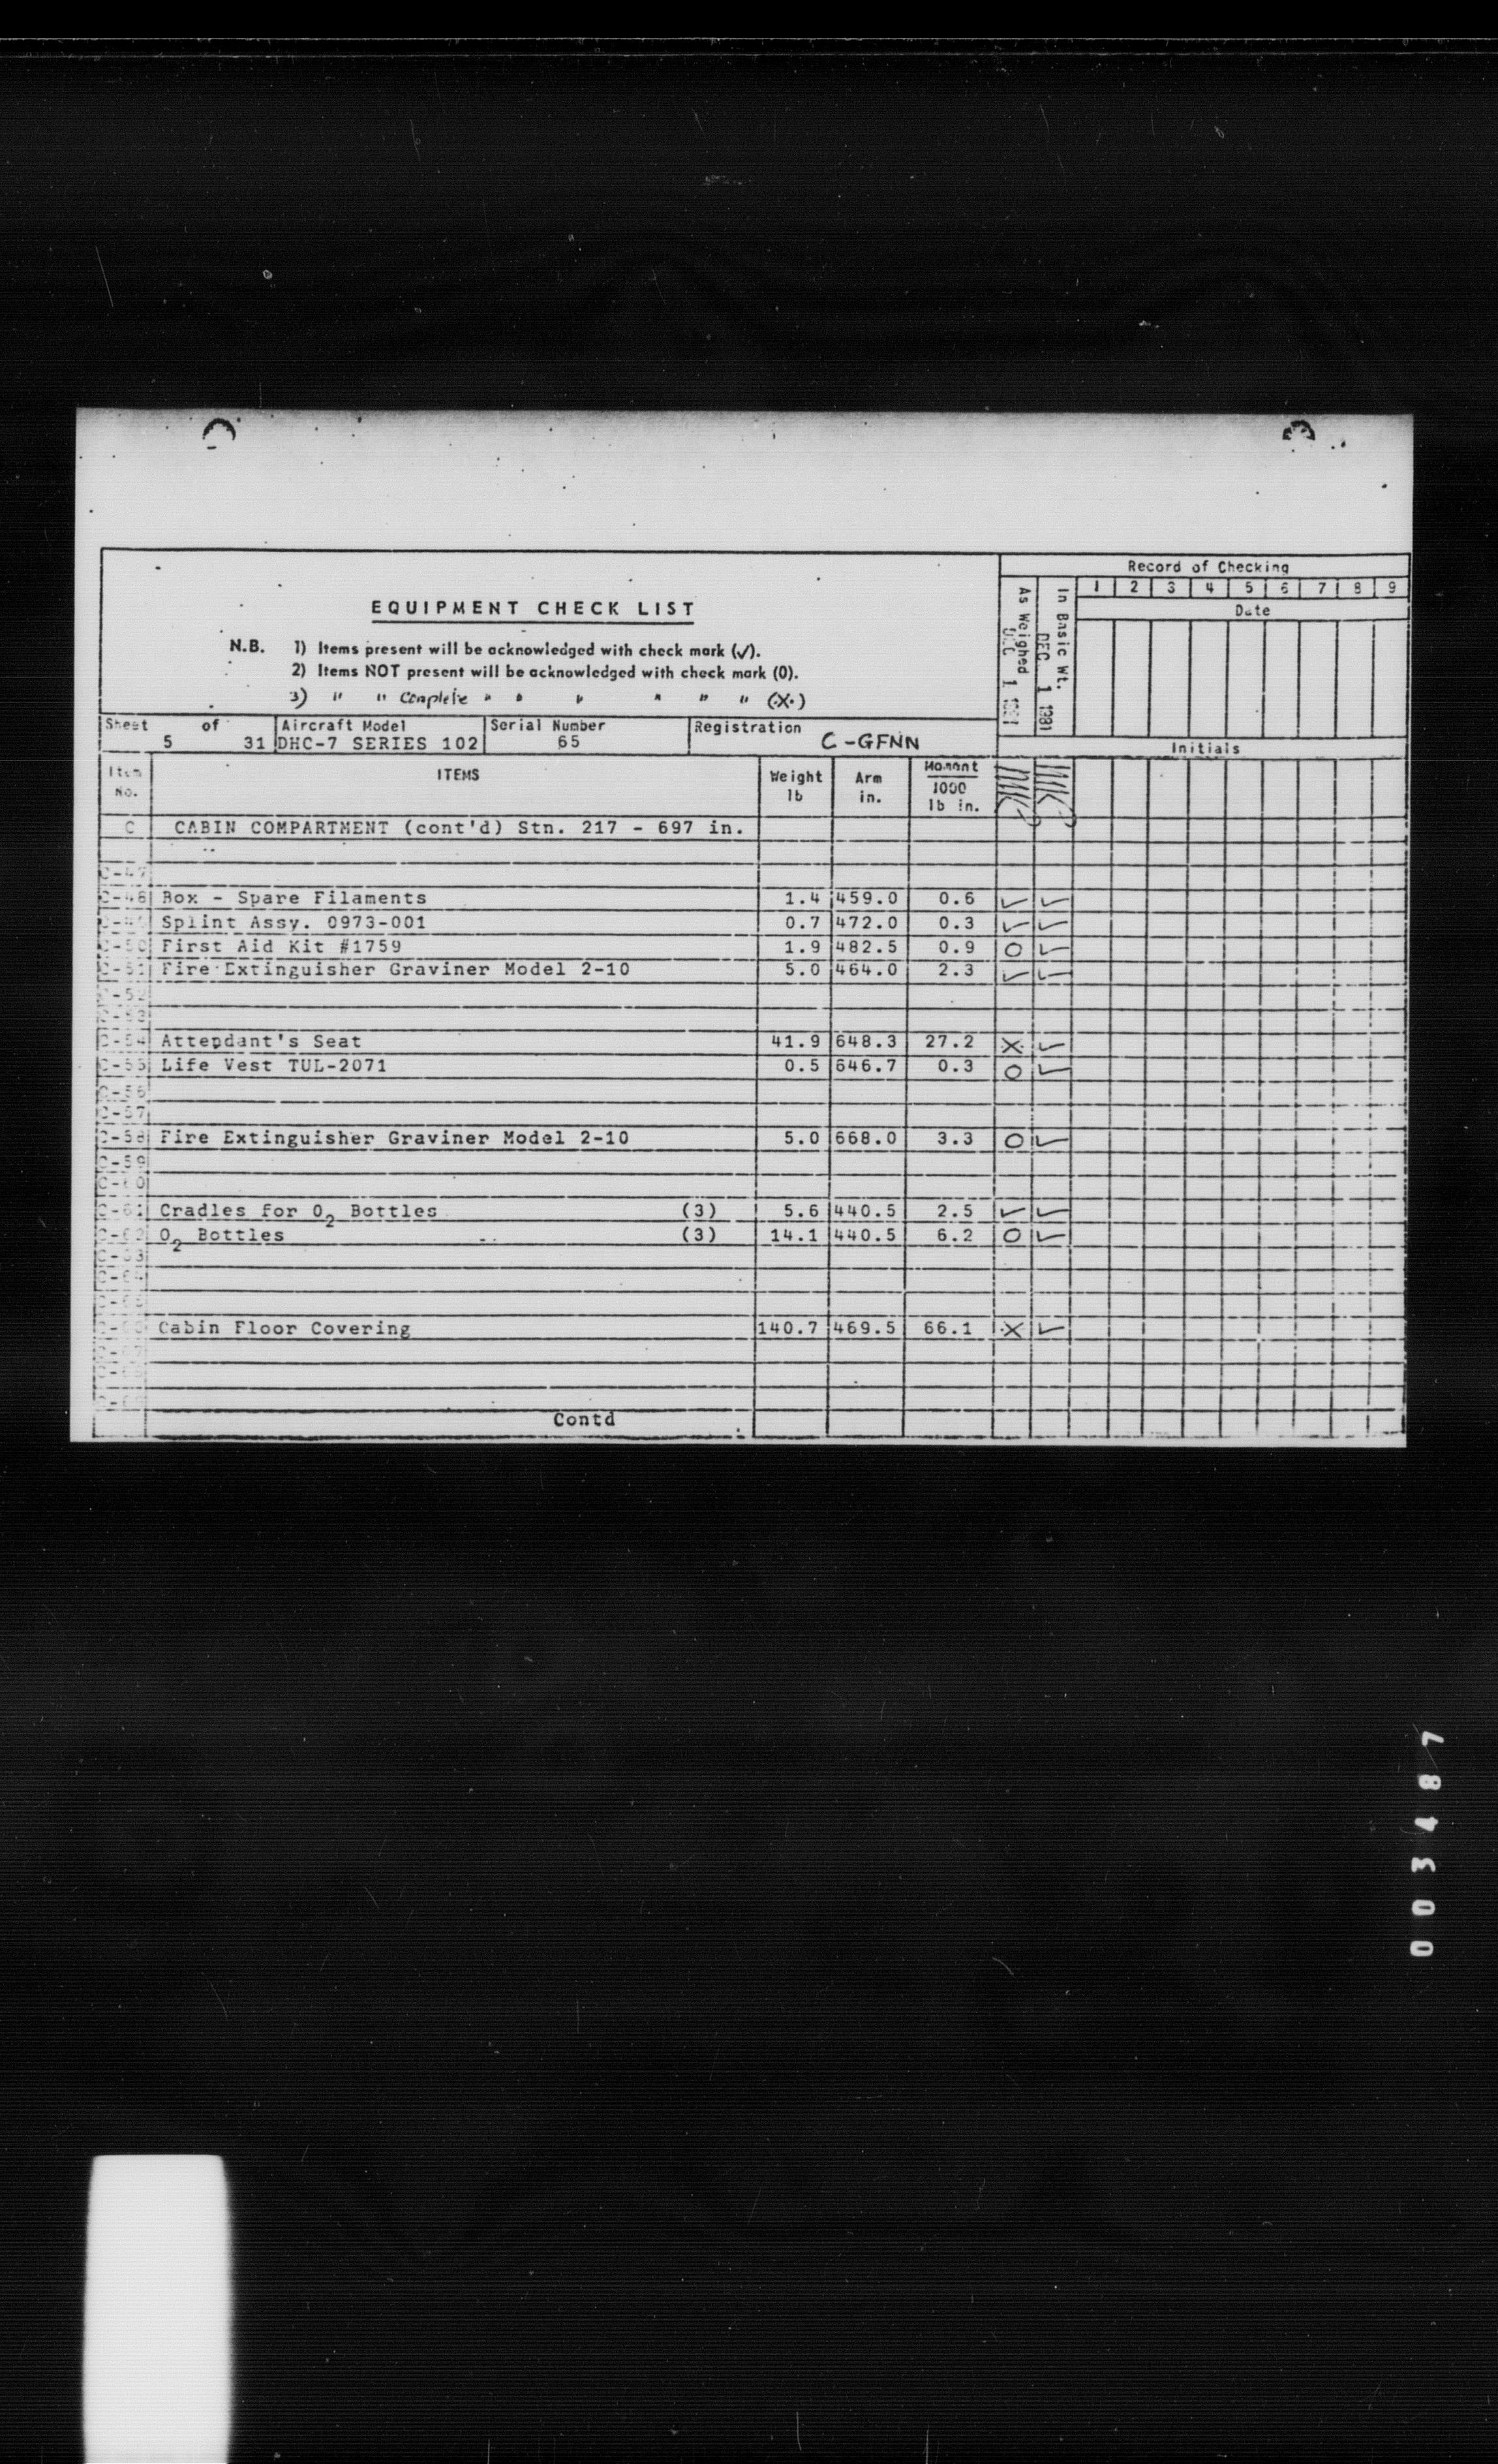 Record of Checking
As Weighed DEC 1 1981
In Basic Wt. DEC 1 1981
1 2 3 4 5 6 7 8 9
Date
EQUIPMENT CHECK LIST
N.B. 1) Items present will be acknowledged with check mark (✓).
2) Items NOT present will be acknowledged with check mark (0).
3) " " Complete " " " " " " (X)
Sheet 5 of 31 Aircraft Model DHC-7 SERIES 102 Serial Number 65 Registration C-GFNN
Initials
Item No. ITEMS Weight lb Arm in. Moment 1000 lb in.
C CABIN COMPARTMENT (cont'd) Stn. 217 - 697 in.
C-47
C-48 Box - Spare Filaments 1.4 459.0 0.6 ✓ ✓
C-49 Splint Assy. 0973-001 0.7 472.0 0.3 ✓ ✓
C-50 First Aid Kit #1759 1.9 482.5 0.9 O ✓
C-51 Fire Extinguisher Graviner Model 2-10 5.0 464.0 2.3 ✓ ✓
C-52
C-53
C-54 Attendant's Seat 41.9 648.3 27.2 X ✓
C-55 Life Vest TUL-2071 0.5 646.7 0.3 O ✓
C-56
C-57
C-58 Fire Extinguisher Graviner Model 2-10 5.0 668.0 3.3 O ✓
C-59
C-60
C-61 Cradles for O2 Bottles (3) 5.6 440.5 2.5 ✓ ✓
C-62 O2 Bottles (3) 14.1 440.5 6.2 O ✓
C-63
C-64
C-65
C-66 Cabin Floor Covering 140.7 469.5 66.1 X ✓
C-67
C-68
Contd
003487